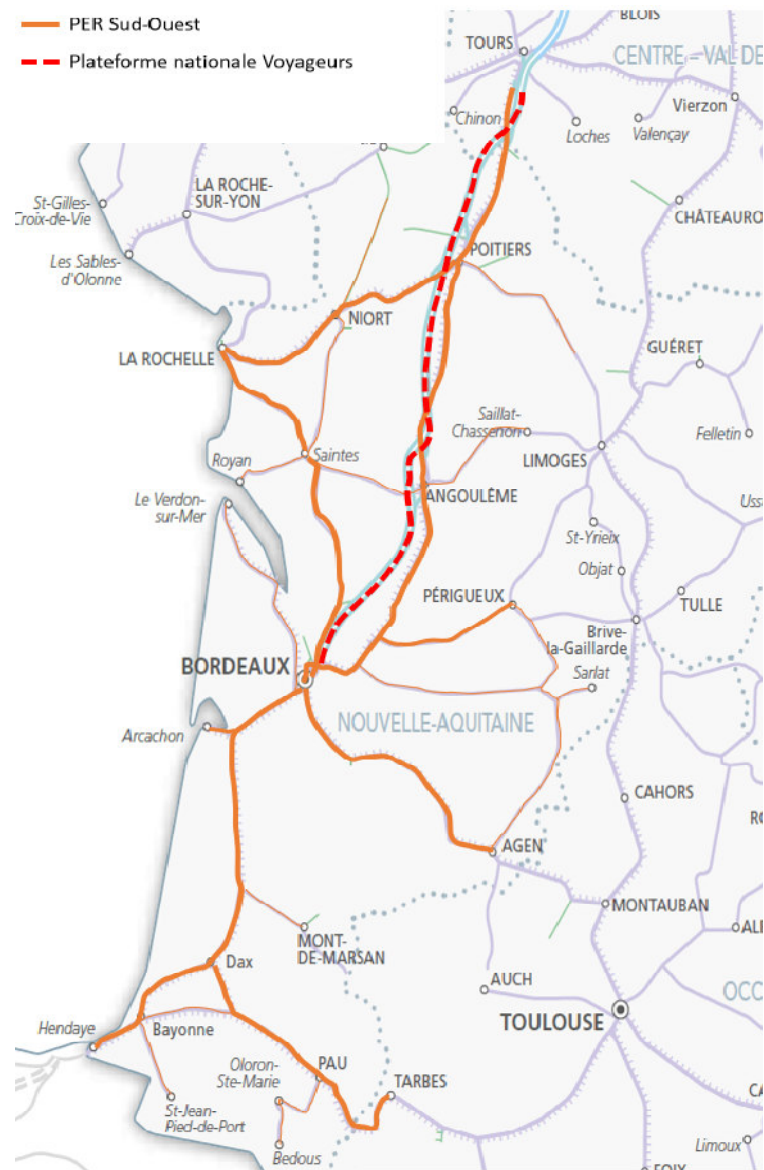 PER Sud-Ouest
Plateforme nationale Voyageurs
BLOIS
TOURS
CENTRE – VAL DE
Chinon
Loches
Valençay
Vierzon
LA ROCHE-
SUR-YON
St-Gilles-
Croix-de-Vie
CHÂTEAURO
Les Sables-
d'Olonne
POITIERS
NIORT
LA ROCHELLE
GUÉRET
Saillat-
Chassenon
Felletin
LIMOGES
Royan
Saintes
Le Verdon-
sur-Mer
ANGOULÊME
Uss
St-Yrieix
Objat
PÉRIGUEUX
TULLE
Brive-
la-Gaillarde
BORDEAUX
Sarlat
NOUVELLE-AQUITAINE
Arcachon
CAHORS
AGEN
MONTAUBAN
MONT-
DE-MARSAN
Dax
AUCH
OCC
TOULOUSE
Hendaye
Bayonne
Oloron-
Ste-Marie
PAU
TARBES
St-Jean-
Pied-de-Port
Bedous
Limoux
FOIX